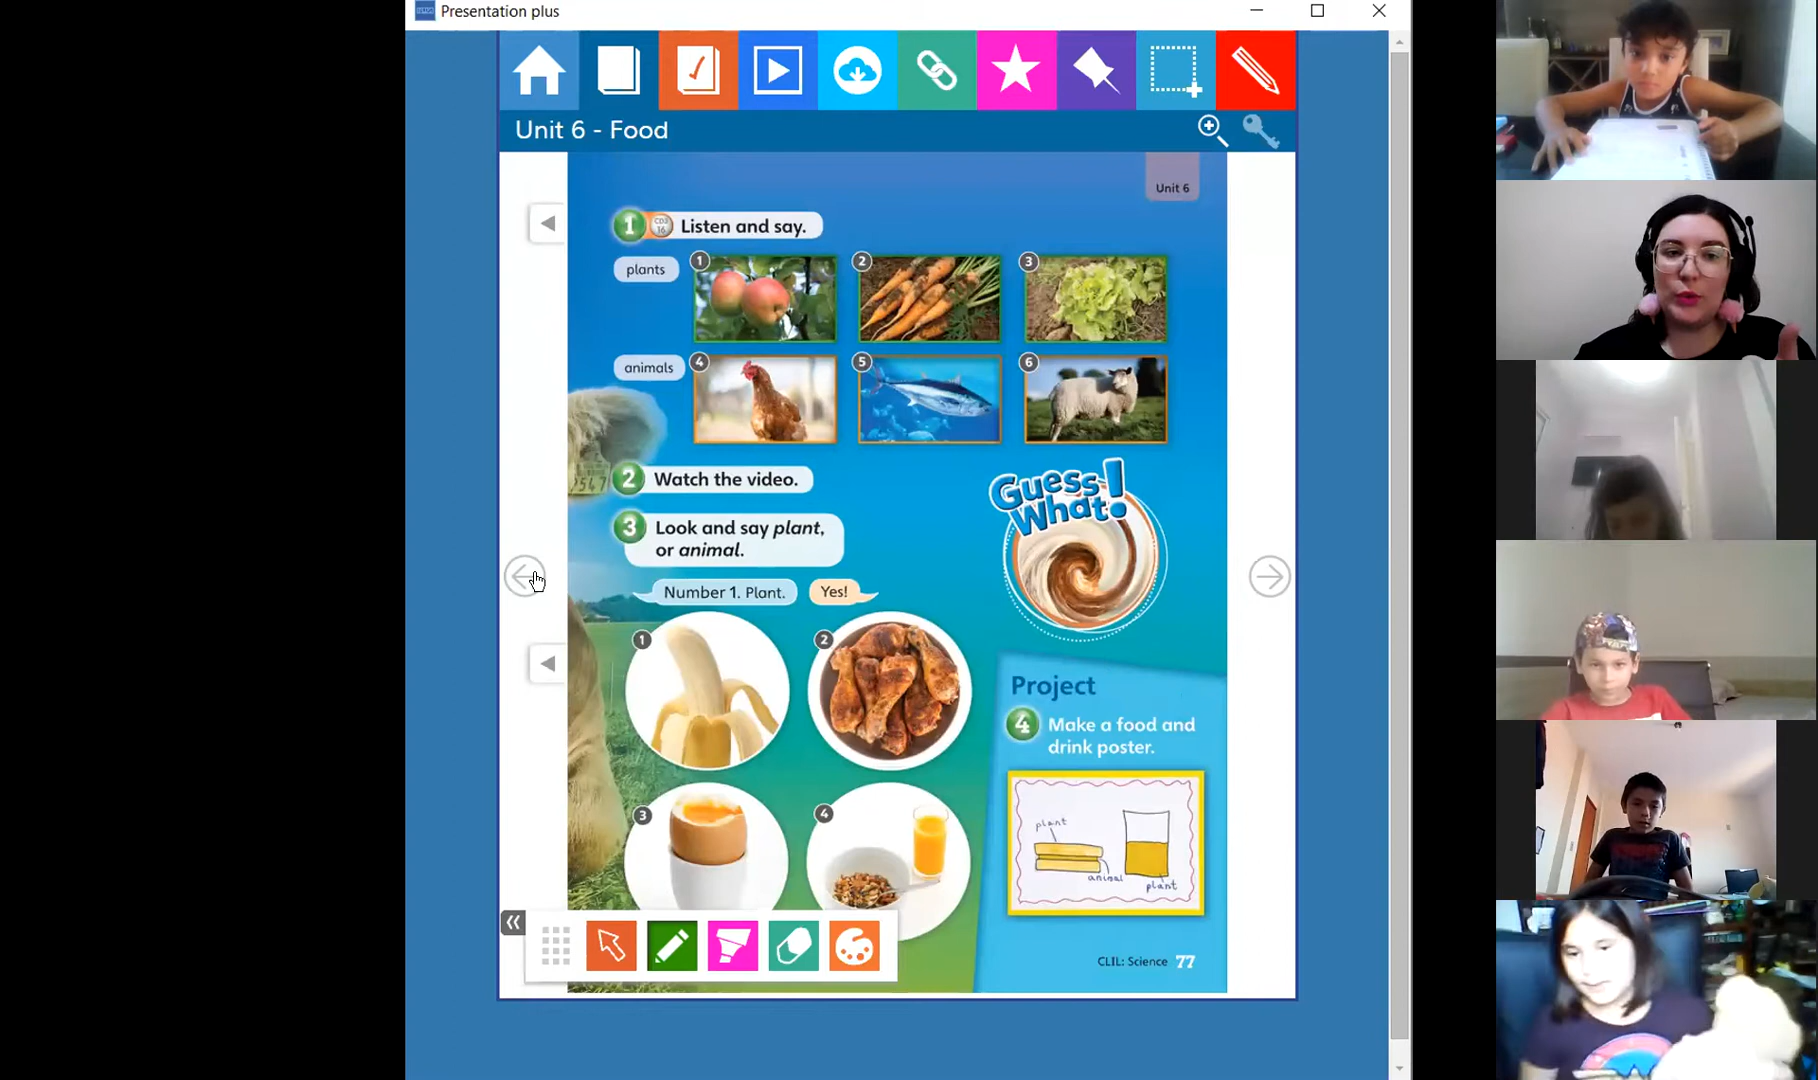 Presentation plus
Unit 6 - Food
Unit 6
1 CD3 16 Listen and say.
plants
1
2
3
animals
4
5
6
2 Watch the video.
3 Look and say plant,
or animal.
Number 1. Plant.
Yes!
Guess
What!
1
2
3
4
Project
4 Make a food and
drink poster.
plant
animal
plant
CLIL: Science 77